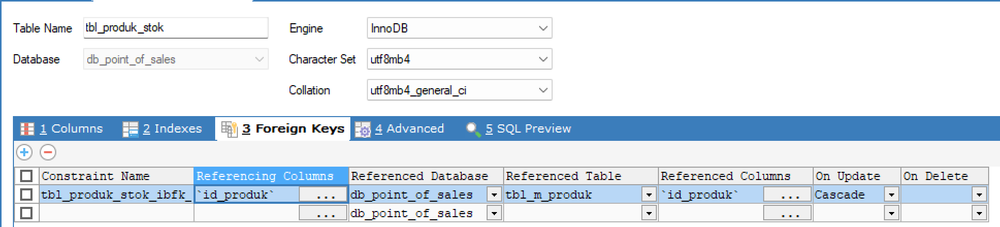 Table Name tbl_produk_stok Engine InnoDB
Database db_point_of_sales Character Set utf8mb4
Collation utf8mb4_general_ci
1 Columns 2 Indexes 3 Foreign Keys 4 Advanced 5 SQL Preview
Constraint Name Referencing Columns Referenced Database Referenced Table Referenced Columns On Update On Delete
tbl_produk_stok_ibfk_ `id_produk` ... db_point_of_sales tbl_m_produk `id_produk` ... Cascade
... db_point_of_sales ...